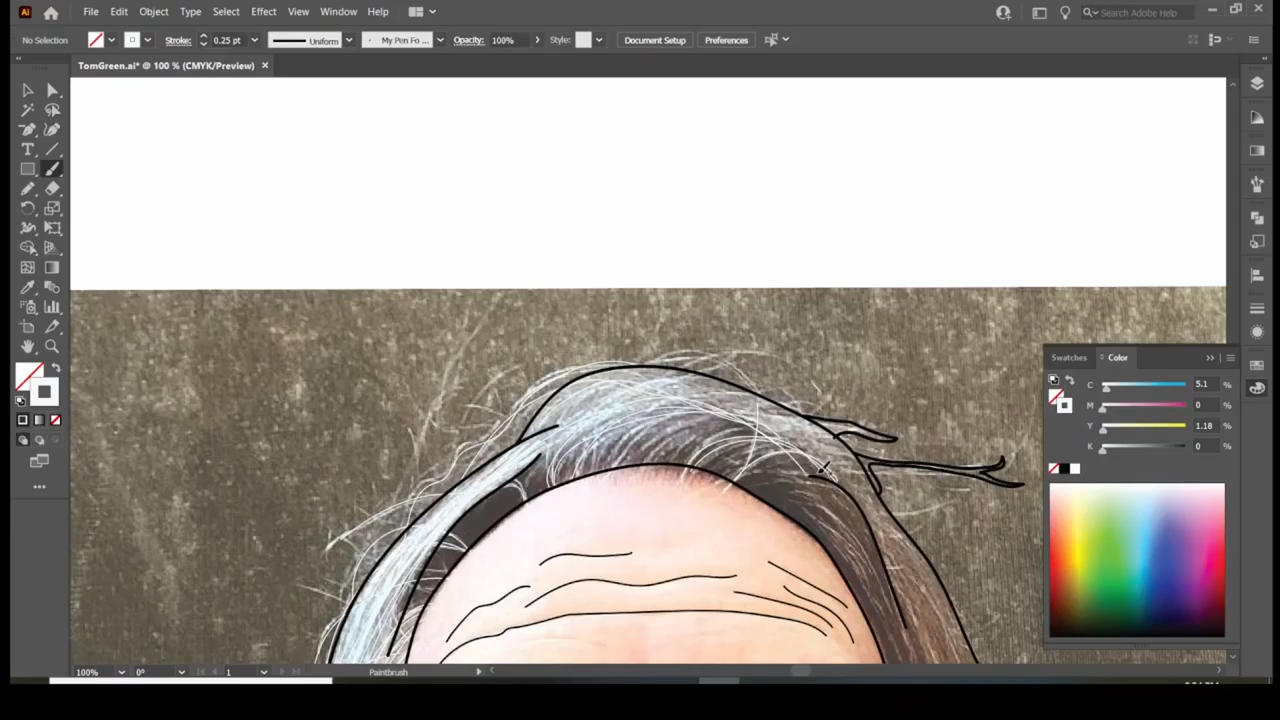 Ai File Edit Object Type Select Effect View Window Help Search Adobe Help
No Selection Stroke: 0.25 pt Uniform My Pen Fo ... Opacity: 100% Style: Document Setup Preferences
TomGreen.ai* @ 100 % (CMYK/Preview) ×
Swatches Color
C 5.1 %
M 0 %
Y 1.18 %
K 0 %
100% 0° 1 Paintbrush